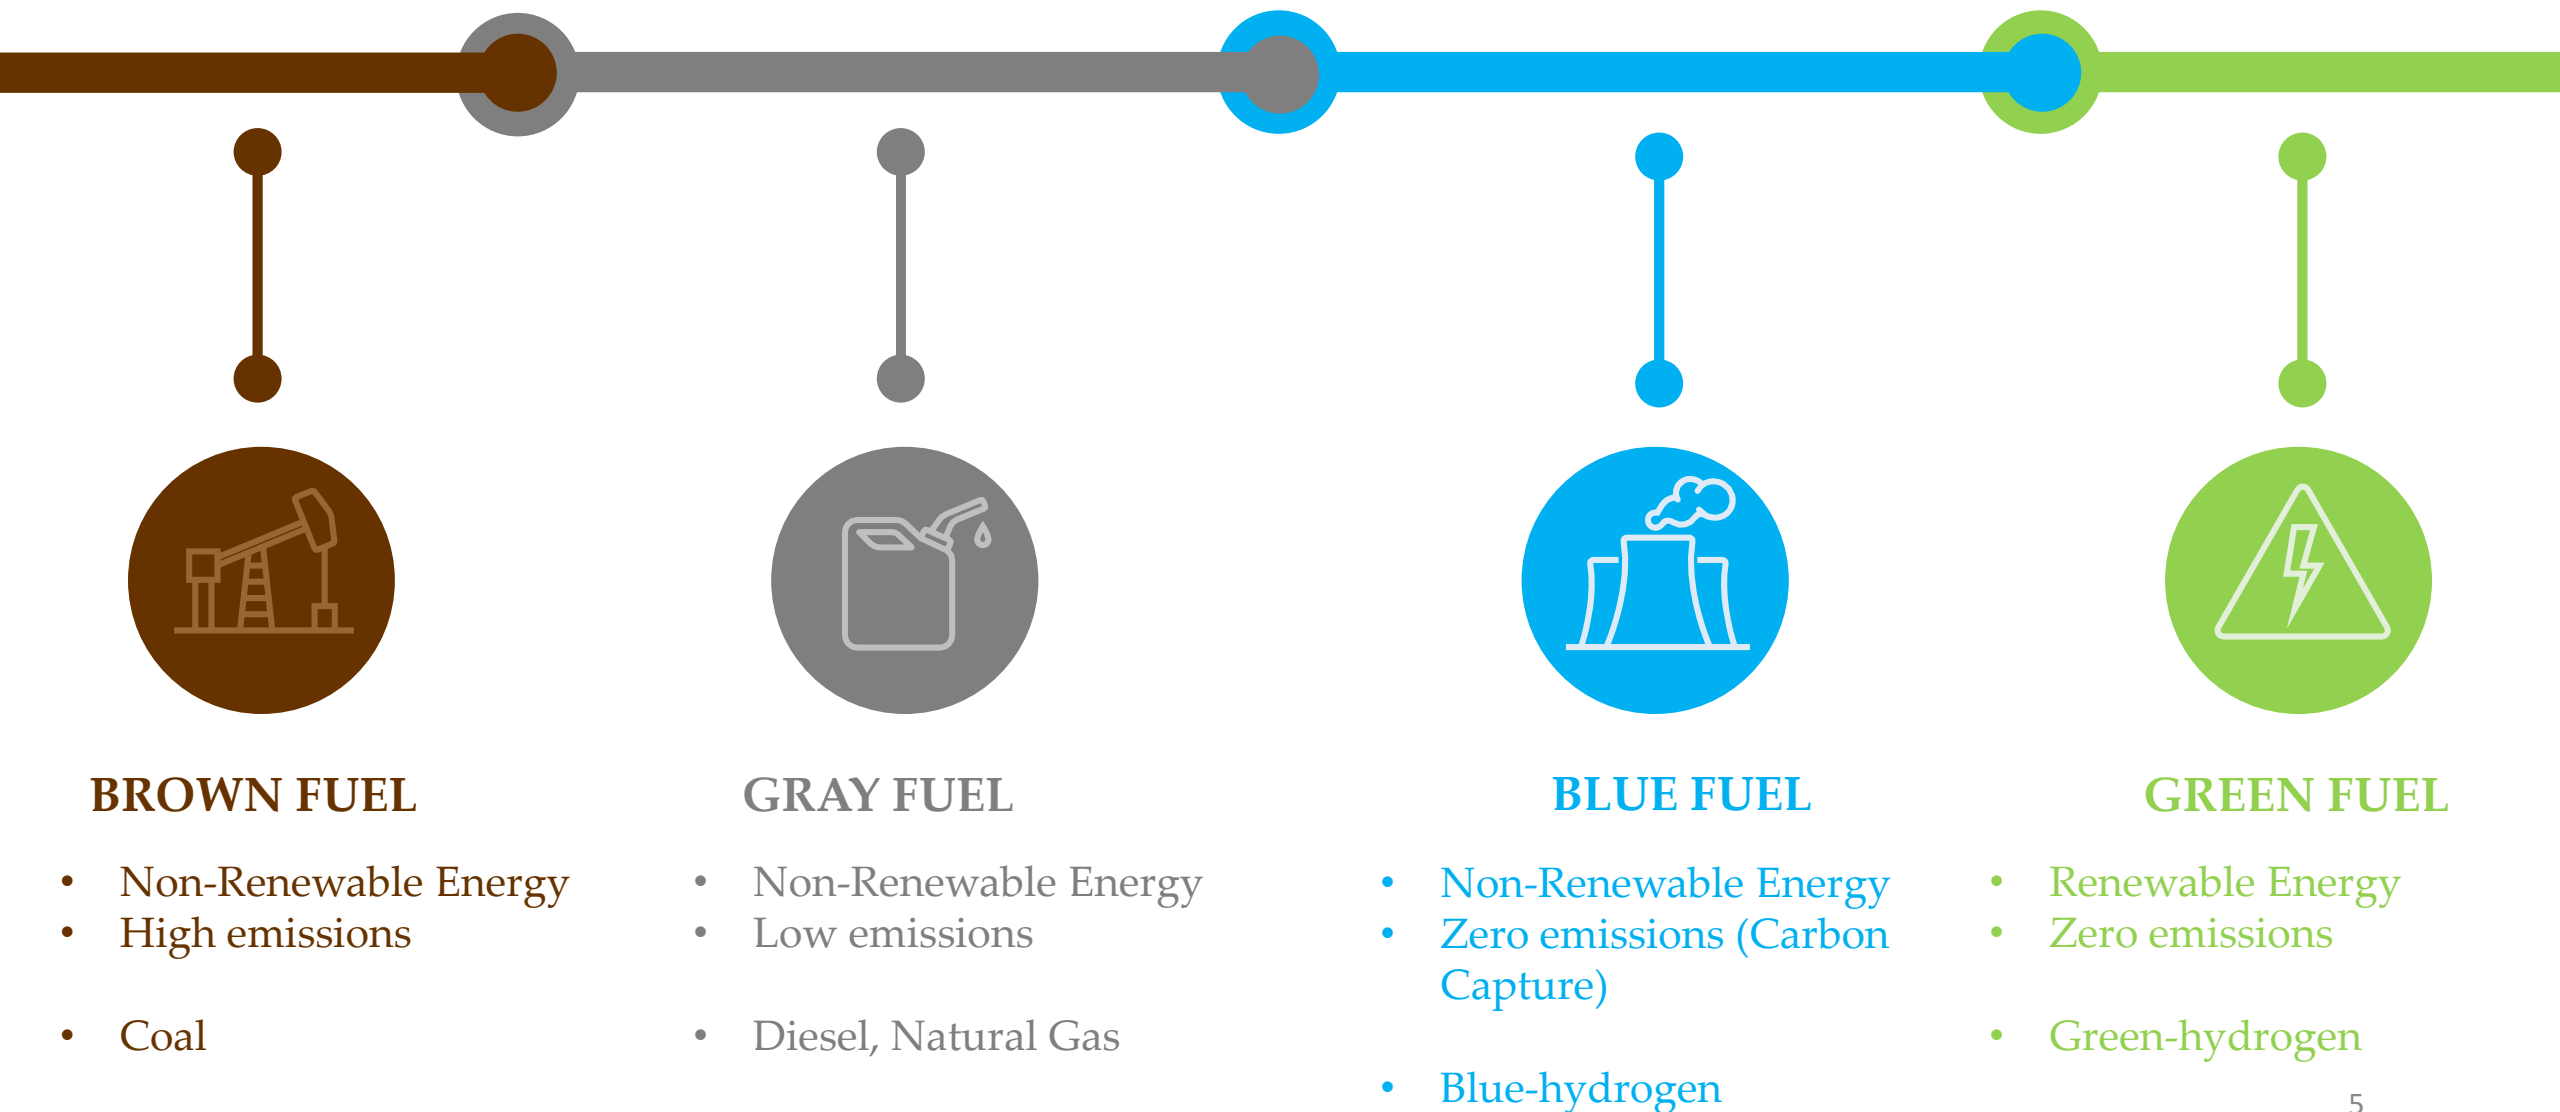 BROWN FUEL
• Non-Renewable Energy
• High emissions
• Coal
GRAY FUEL
• Non-Renewable Energy
• Low emissions
• Diesel, Natural Gas
BLUE FUEL
• Non-Renewable Energy
• Zero emissions (Carbon
Capture)
• Blue-hydrogen
GREEN FUEL
• Renewable Energy
• Zero emissions
• Green-hydrogen
5